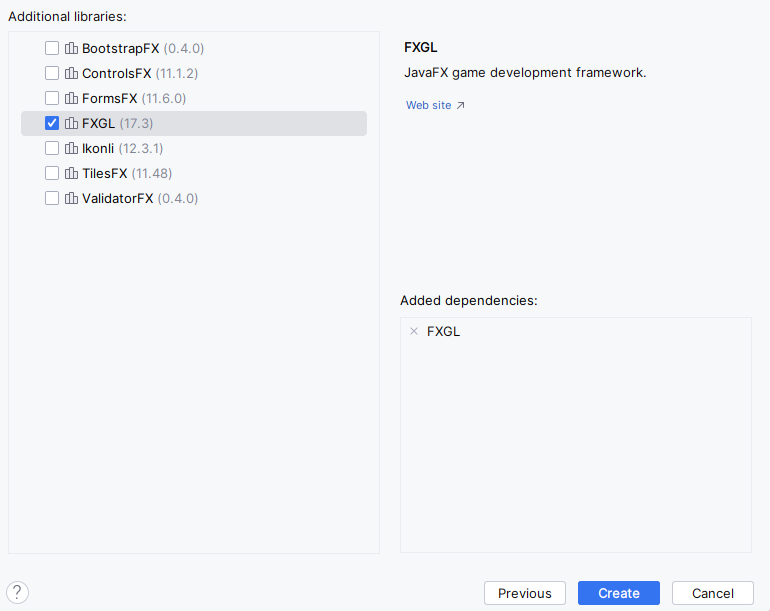 Additional libraries:
BootstrapFX (0.4.0)
ControlsFX (11.1.2)
FormsFX (11.6.0)
FXGL (17.3)
Ikonli (12.3.1)
TilesFX (11.48)
ValidatorFX (0.4.0)
FXGL
JavaFX game development framework.
Web site ↗
Added dependencies:
× FXGL
?
Previous
Create
Cancel